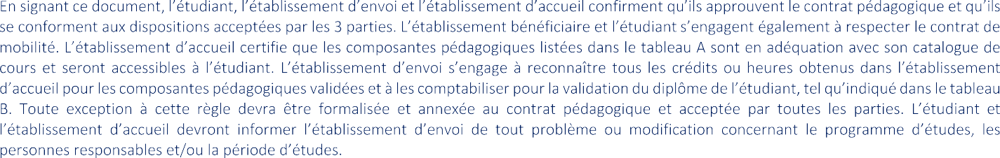 En signant ce document, l’étudiant, l’établissement d’envoi et l’établissement d’accueil confirment qu’ils approuvent le contrat pédagogique et qu’ils
se conforment aux dispositions acceptées par les 3 parties. L’établissement bénéficiaire et l’étudiant s’engagent également à respecter le contrat de
mobilité. L’établissement d’accueil certifie que les composantes pédagogiques listées dans le tableau A sont en adéquation avec son catalogue de
cours et seront accessibles à l’étudiant. L’établissement d’envoi s’engage à reconnaître tous les crédits ou heures obtenus dans l’établissement
d’accueil pour les composantes pédagogiques validées et à les comptabiliser pour la validation du diplôme de l’étudiant, tel qu’indiqué dans le tableau
B. Toute exception à cette règle devra être formalisée et annexée au contrat pédagogique et acceptée par toutes les parties. L’étudiant et
l’établissement d’accueil devront informer l’établissement d’envoi de tout problème ou modification concernant le programme d’études, les
personnes responsables et/ou la période d’études.